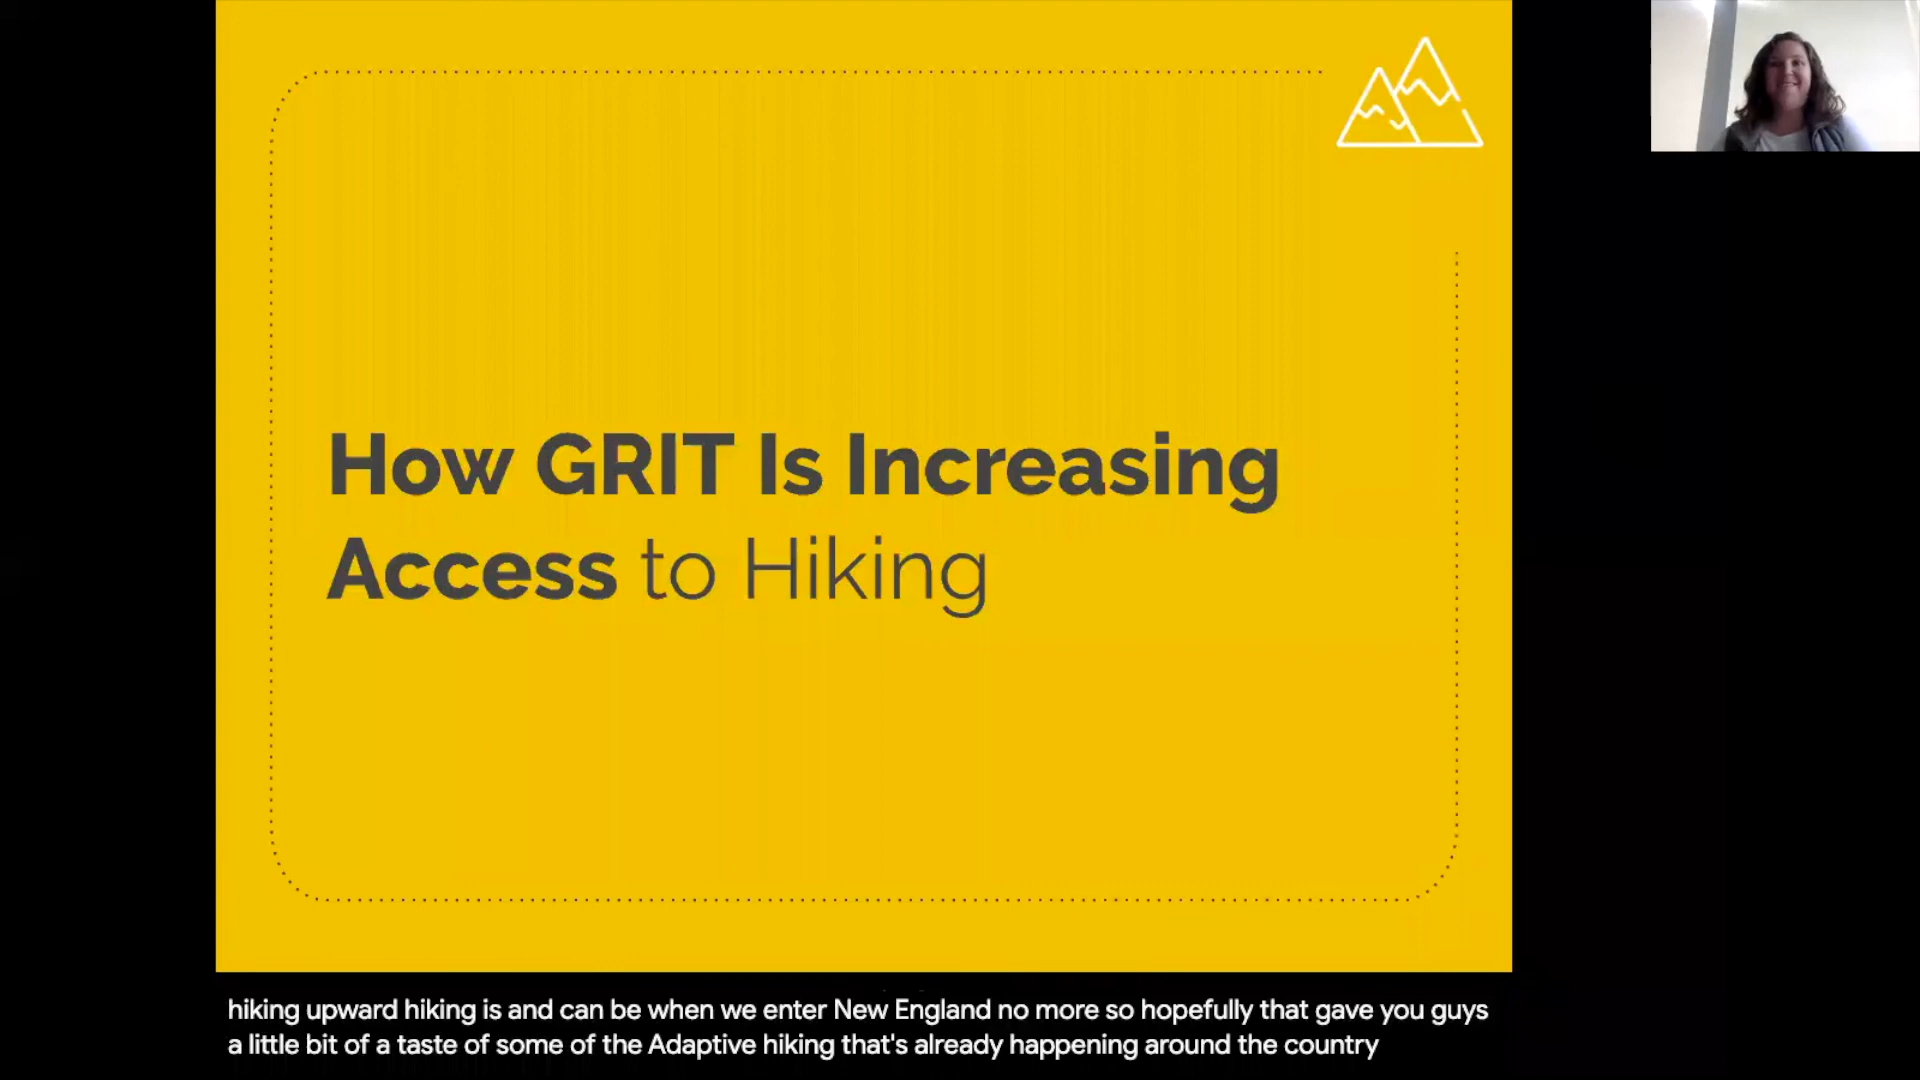 How GRIT Is Increasing
Access to Hiking
hiking upward hiking is and can be when we enter New England no more so hopefully that gave you guys
a little bit of a taste of some of the Adaptive hiking that's already happening around the country